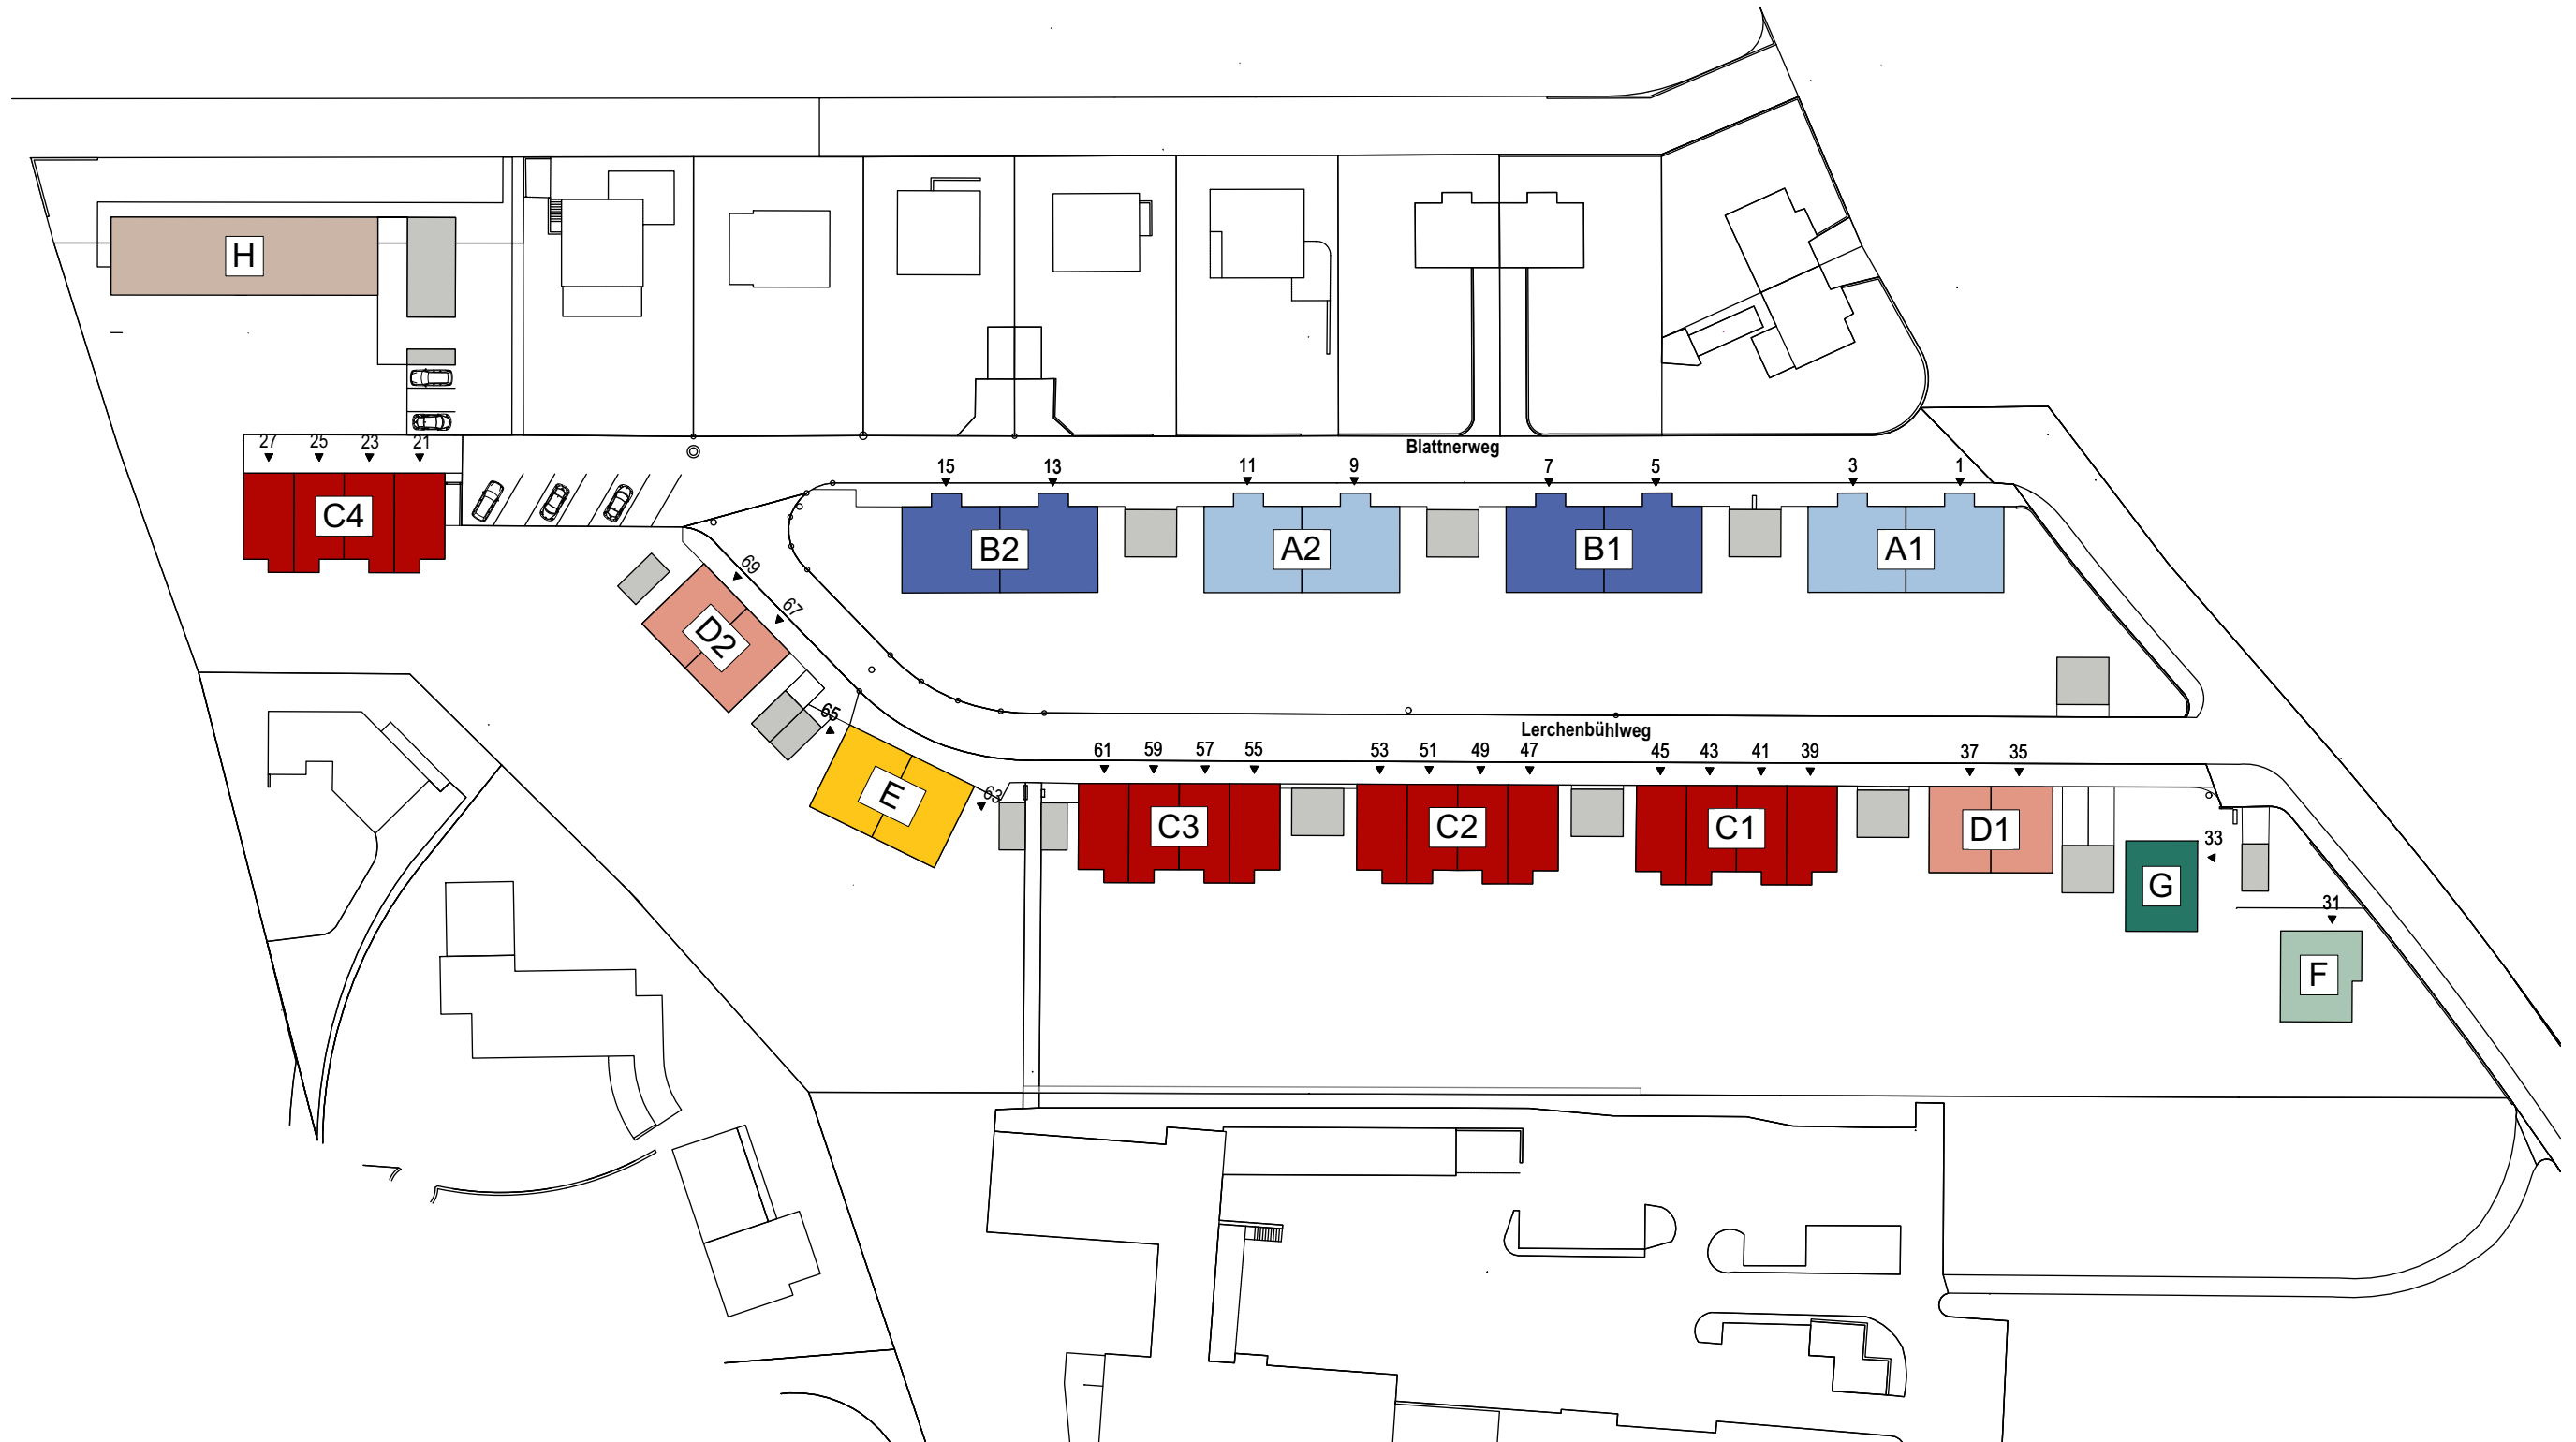 H
27 25 23 21
C4
Blattnerweg
15 13 11 9 7 5 3 1
B2 A2 B1 A1
69
67
D2
65
E
63
Lerchenbühlweg
61 59 57 55 53 51 49 47 45 43 41 39 37 35
C3 C2 C1 D1
33
G
31
F